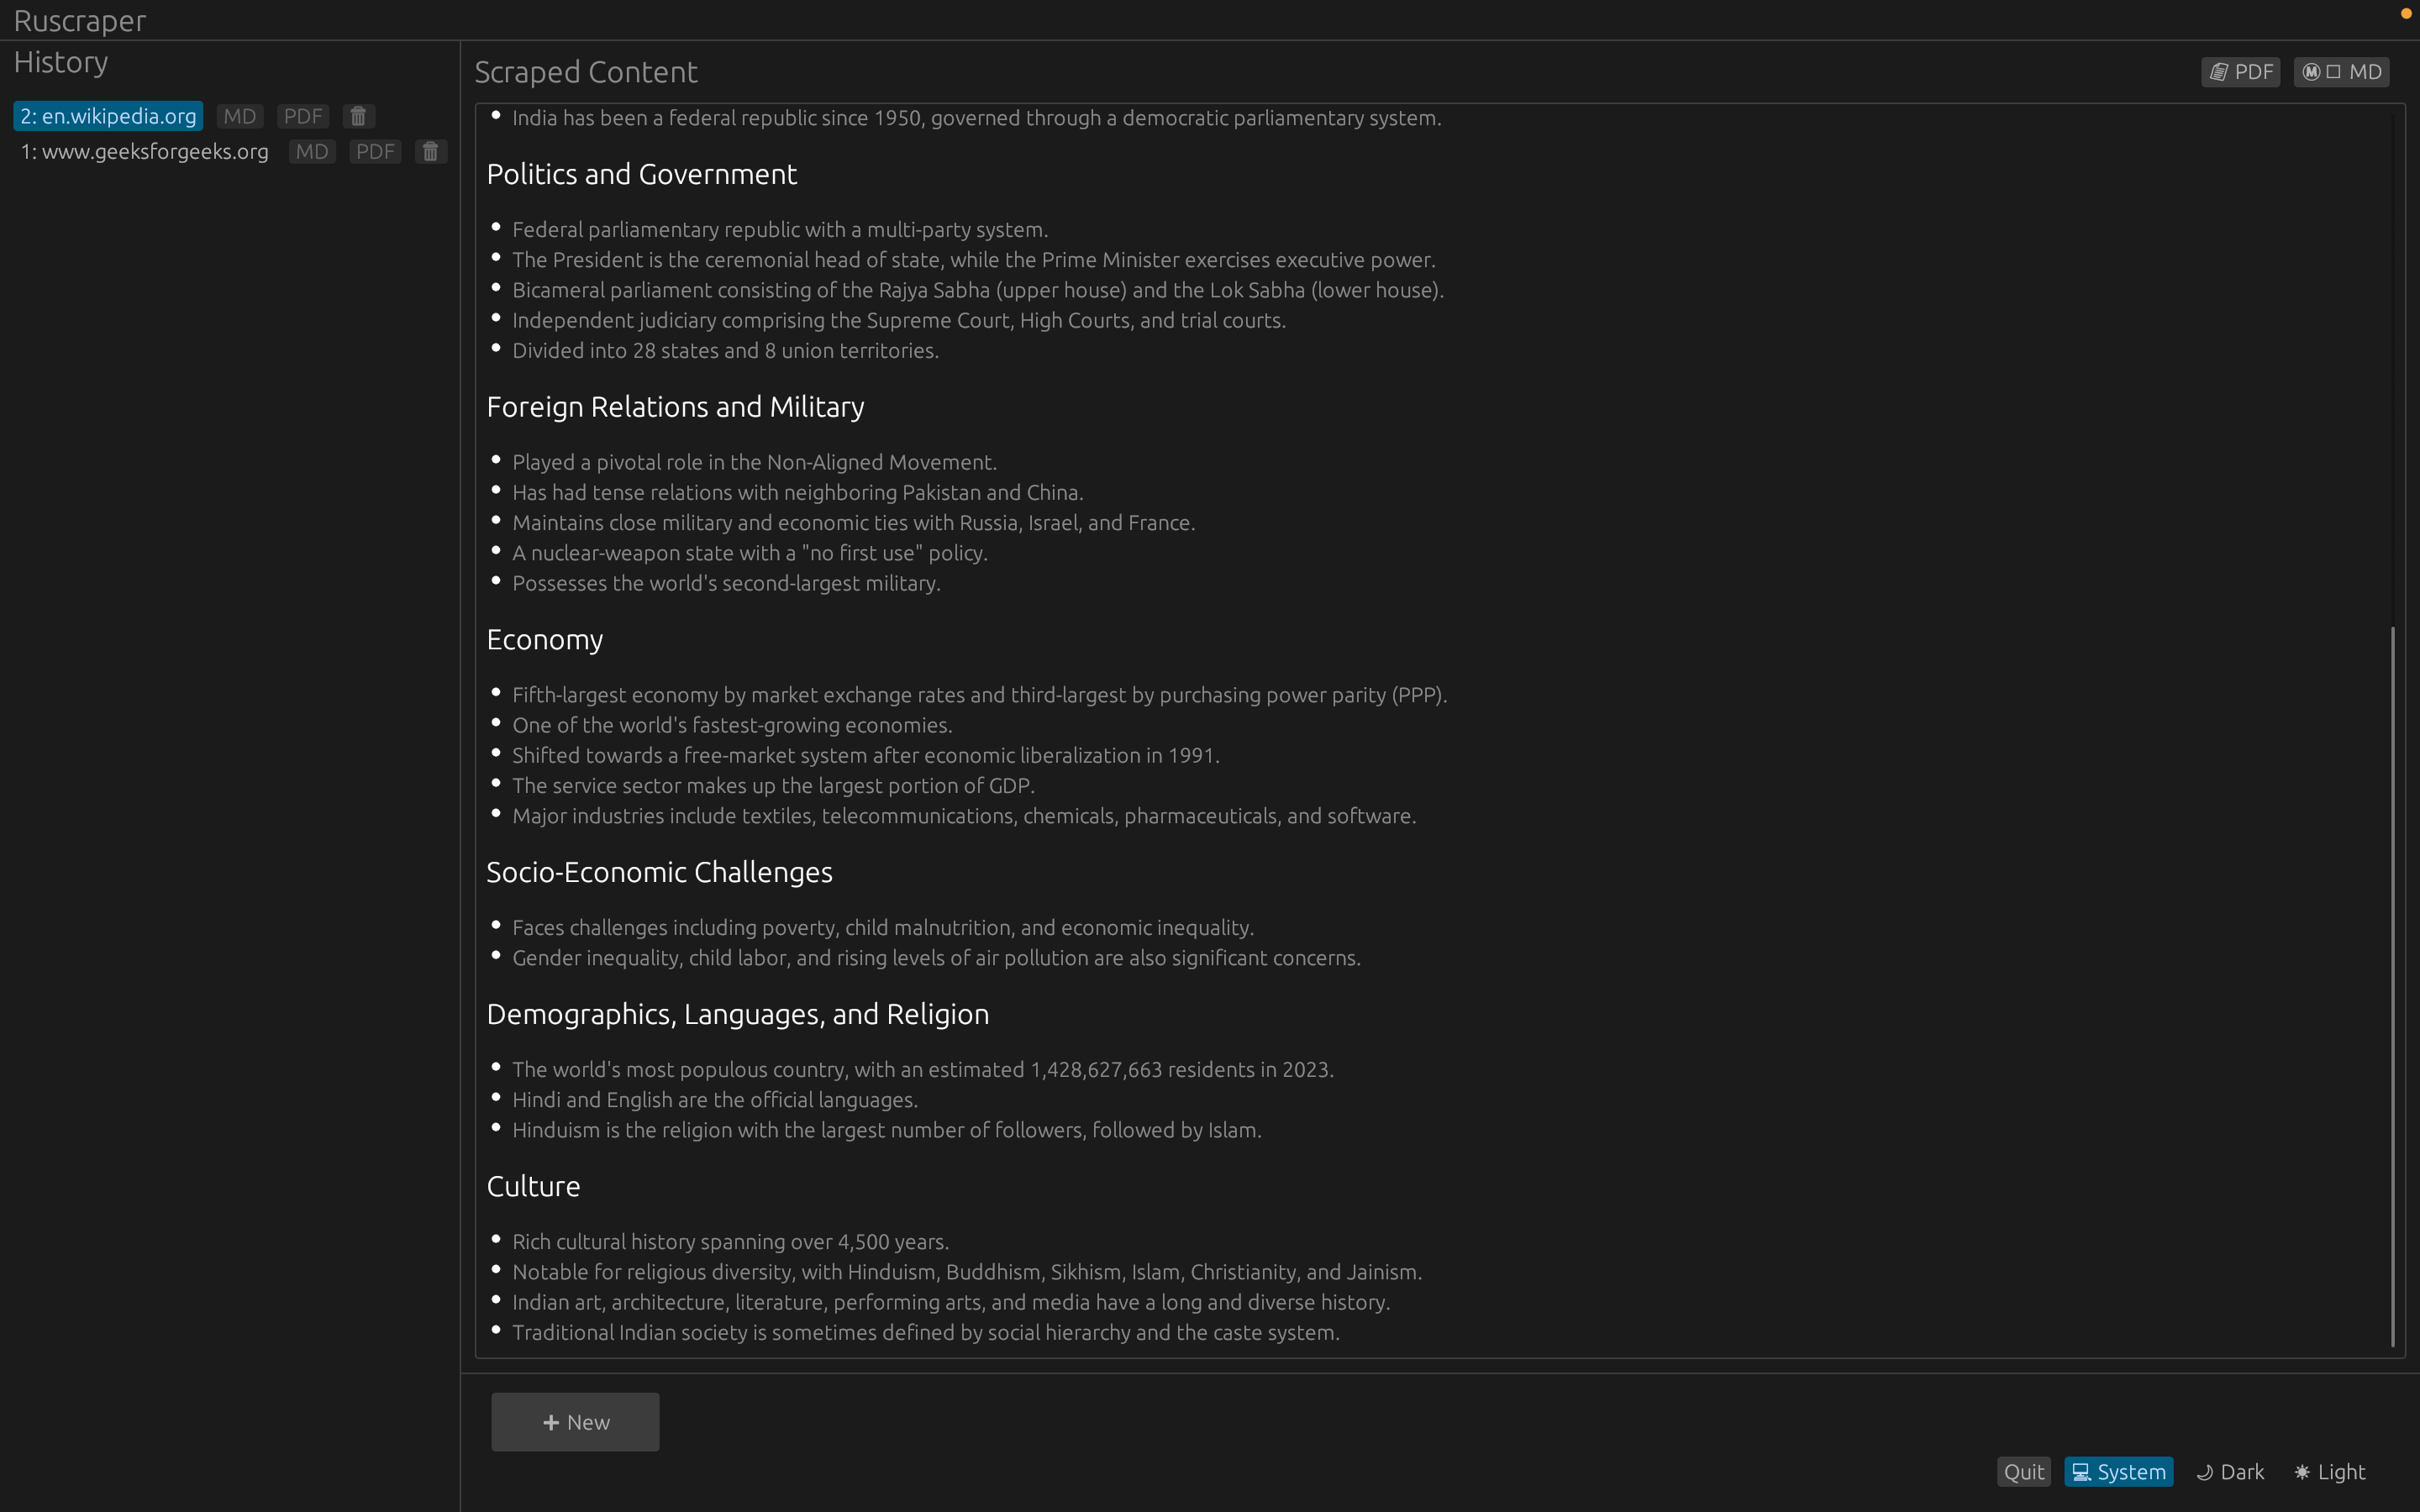 Ruscraper
History
2: en.wikipedia.org MD PDF
1: www.geeksforgeeks.org MD PDF
Scraped Content
PDF
M MD
India has been a federal republic since 1950, governed through a democratic parliamentary system.
Politics and Government
Federal parliamentary republic with a multi-party system.
The President is the ceremonial head of state, while the Prime Minister exercises executive power.
Bicameral parliament consisting of the Rajya Sabha (upper house) and the Lok Sabha (lower house).
Independent judiciary comprising the Supreme Court, High Courts, and trial courts.
Divided into 28 states and 8 union territories.
Foreign Relations and Military
Played a pivotal role in the Non-Aligned Movement.
Has had tense relations with neighboring Pakistan and China.
Maintains close military and economic ties with Russia, Israel, and France.
A nuclear-weapon state with a "no first use" policy.
Possesses the world's second-largest military.
Economy
Fifth-largest economy by market exchange rates and third-largest by purchasing power parity (PPP).
One of the world's fastest-growing economies.
Shifted towards a free-market system after economic liberalization in 1991.
The service sector makes up the largest portion of GDP.
Major industries include textiles, telecommunications, chemicals, pharmaceuticals, and software.
Socio-Economic Challenges
Faces challenges including poverty, child malnutrition, and economic inequality.
Gender inequality, child labor, and rising levels of air pollution are also significant concerns.
Demographics, Languages, and Religion
The world's most populous country, with an estimated 1,428,627,663 residents in 2023.
Hindi and English are the official languages.
Hinduism is the religion with the largest number of followers, followed by Islam.
Culture
Rich cultural history spanning over 4,500 years.
Notable for religious diversity, with Hinduism, Buddhism, Sikhism, Islam, Christianity, and Jainism.
Indian art, architecture, literature, performing arts, and media have a long and diverse history.
Traditional Indian society is sometimes defined by social hierarchy and the caste system.
+ New
Quit System Dark Light